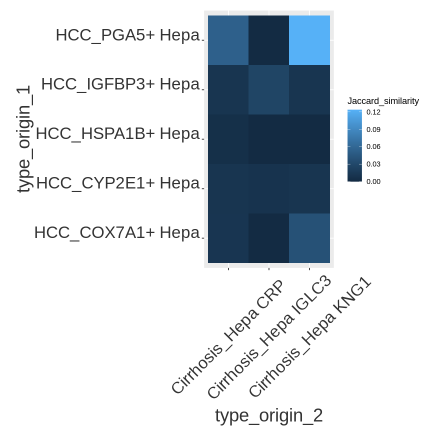 HCC_PGA5+ Hepa
HCC_IGFBP3+ Hepa
HCC_HSPA1B+ Hepa
HCC_CYP2E1+ Hepa
HCC_COX7A1+ Hepa
type_origin_1
Jaccard_similarity
0.12
0.09
0.06
0.03
0.00
Cirrhosis_Hepa CRP
Cirrhosis_Hepa IGLC3
Cirrhosis_Hepa KNG1
type_origin_2